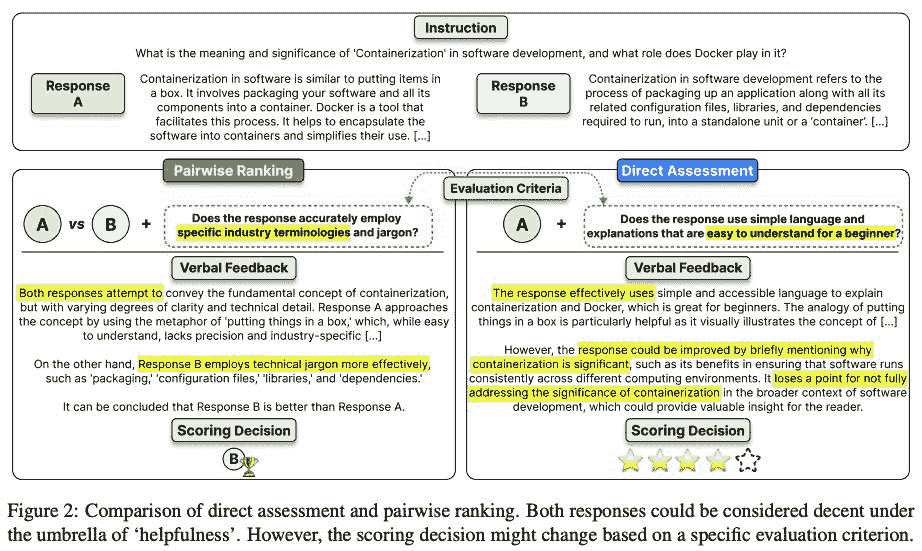 Instruction
What is the meaning and significance of 'Containerization' in software development, and what role does Docker play in it?
Response
A
Containerization in software is similar to putting items in
a box. It involves packaging your software and all its
components into a container. Docker is a tool that
facilitates this process. It helps to encapsulate the
software into containers and simplifies their use. [...]
Response
B
Containerization in software development refers to the
process of packaging up an application along with all its
related configuration files, libraries, and dependencies
required to run, into a standalone unit or a 'container'. [...]
Pairwise Ranking
Direct Assessment
Evaluation Criteria
A vs B +
Does the response accurately employ
specific industry terminologies and jargon?
Verbal Feedback
Both responses attempt to convey the fundamental concept of containerization,
but with varying degrees of clarity and technical detail. Response A approaches
the concept by using the metaphor of 'putting things in a box,' which, while easy
to understand, lacks precision and industry-specific [...]
On the other hand, Response B employs technical jargon more effectively,
such as 'packaging,' 'configuration files,' 'libraries,' and 'dependencies.'
It can be concluded that Response B is better than Response A.
Scoring Decision
B
A +
Does the response use simple language and
explanations that are easy to understand for a beginner?
Verbal Feedback
The response effectively uses simple and accessible language to explain
containerization and Docker, which is great for beginners. The analogy of putting
things in a box is particularly helpful as it visually illustrates the concept of [...]
However, the response could be improved by briefly mentioning why
containerization is significant, such as its benefits in ensuring that software runs
consistently across different computing environments. It loses a point for not fully
addressing the significance of containerization in the broader context of software
development, which could provide valuable insight for the reader.
Scoring Decision
Figure 2: Comparison of direct assessment and pairwise ranking. Both responses could be considered decent under
the umbrella of 'helpfulness'. However, the scoring decision might change based on a specific evaluation criterion.